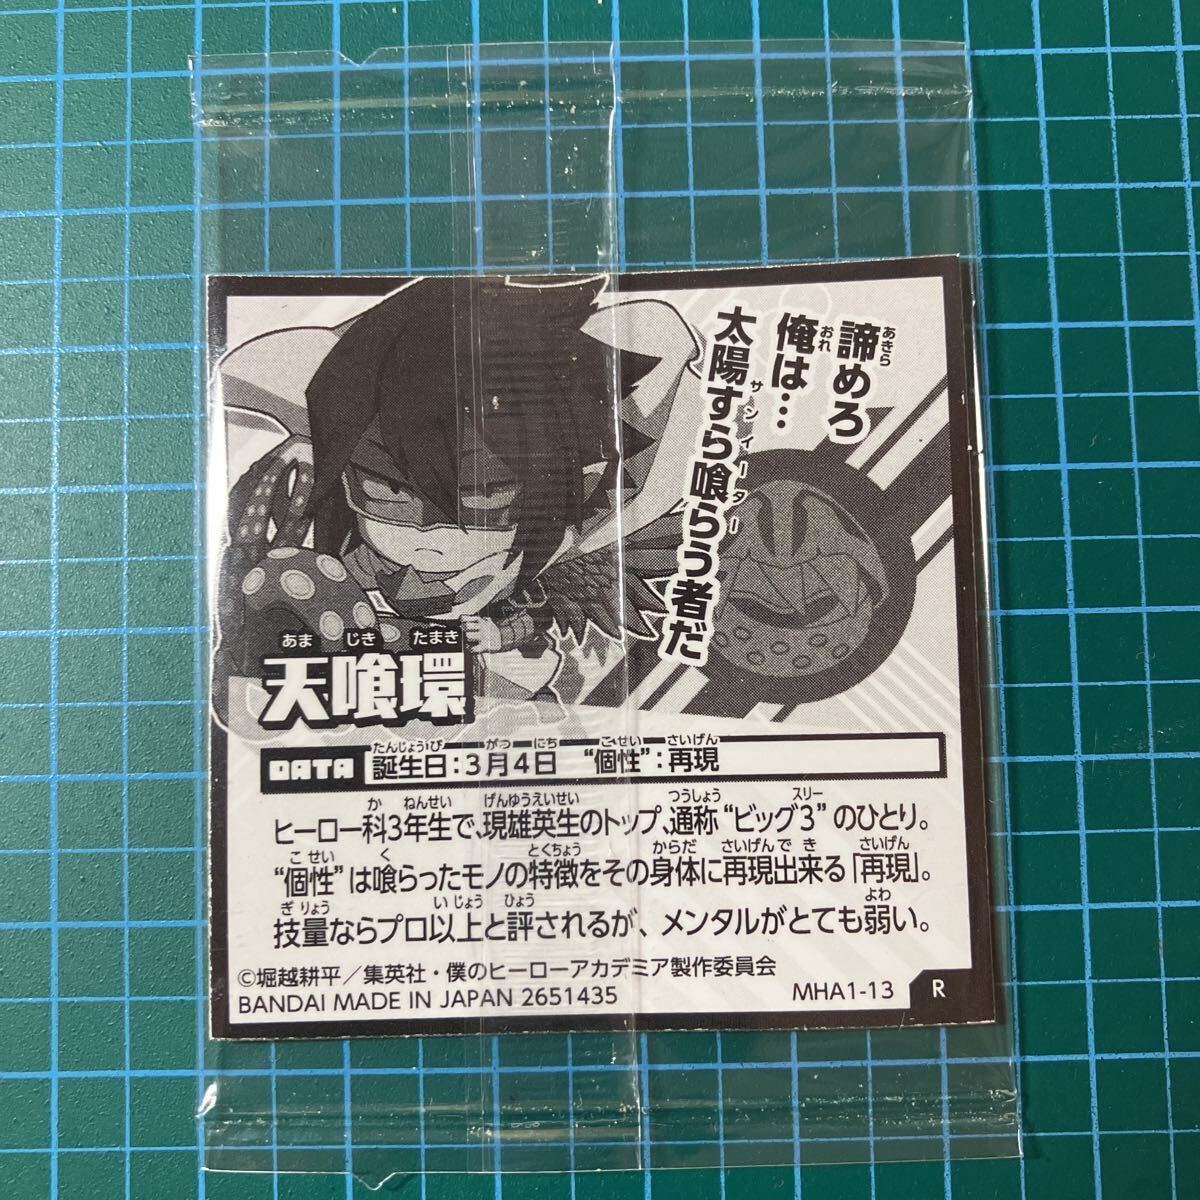 諦めろ
あきら
俺は…
おれ
太陽すら喰らう者だ
サンイーター
あま じき たまき
天喰環
たんじょうび がつ にち こせい さいげん
DATA 誕生日:3月4日 “個性”:再現
か ねんせい げんゆうえいせい つうしょう スリー
ヒーロー科3年生で、現雄英生のトップ、通称“ビッグ3”のひとり。
こせい く とくちょう からだ さいげんでき さいげん
“個性”は喰らったモノの特徴をその身体に再現出来る「再現」。
ぎりょう いじょう ひょう よわ
技量ならプロ以上と評されるが、メンタルがとても弱い。
©堀越耕平/集英社・僕のヒーローアカデミア製作委員会
BANDAI MADE IN JAPAN 2651435
MHA1-13 R